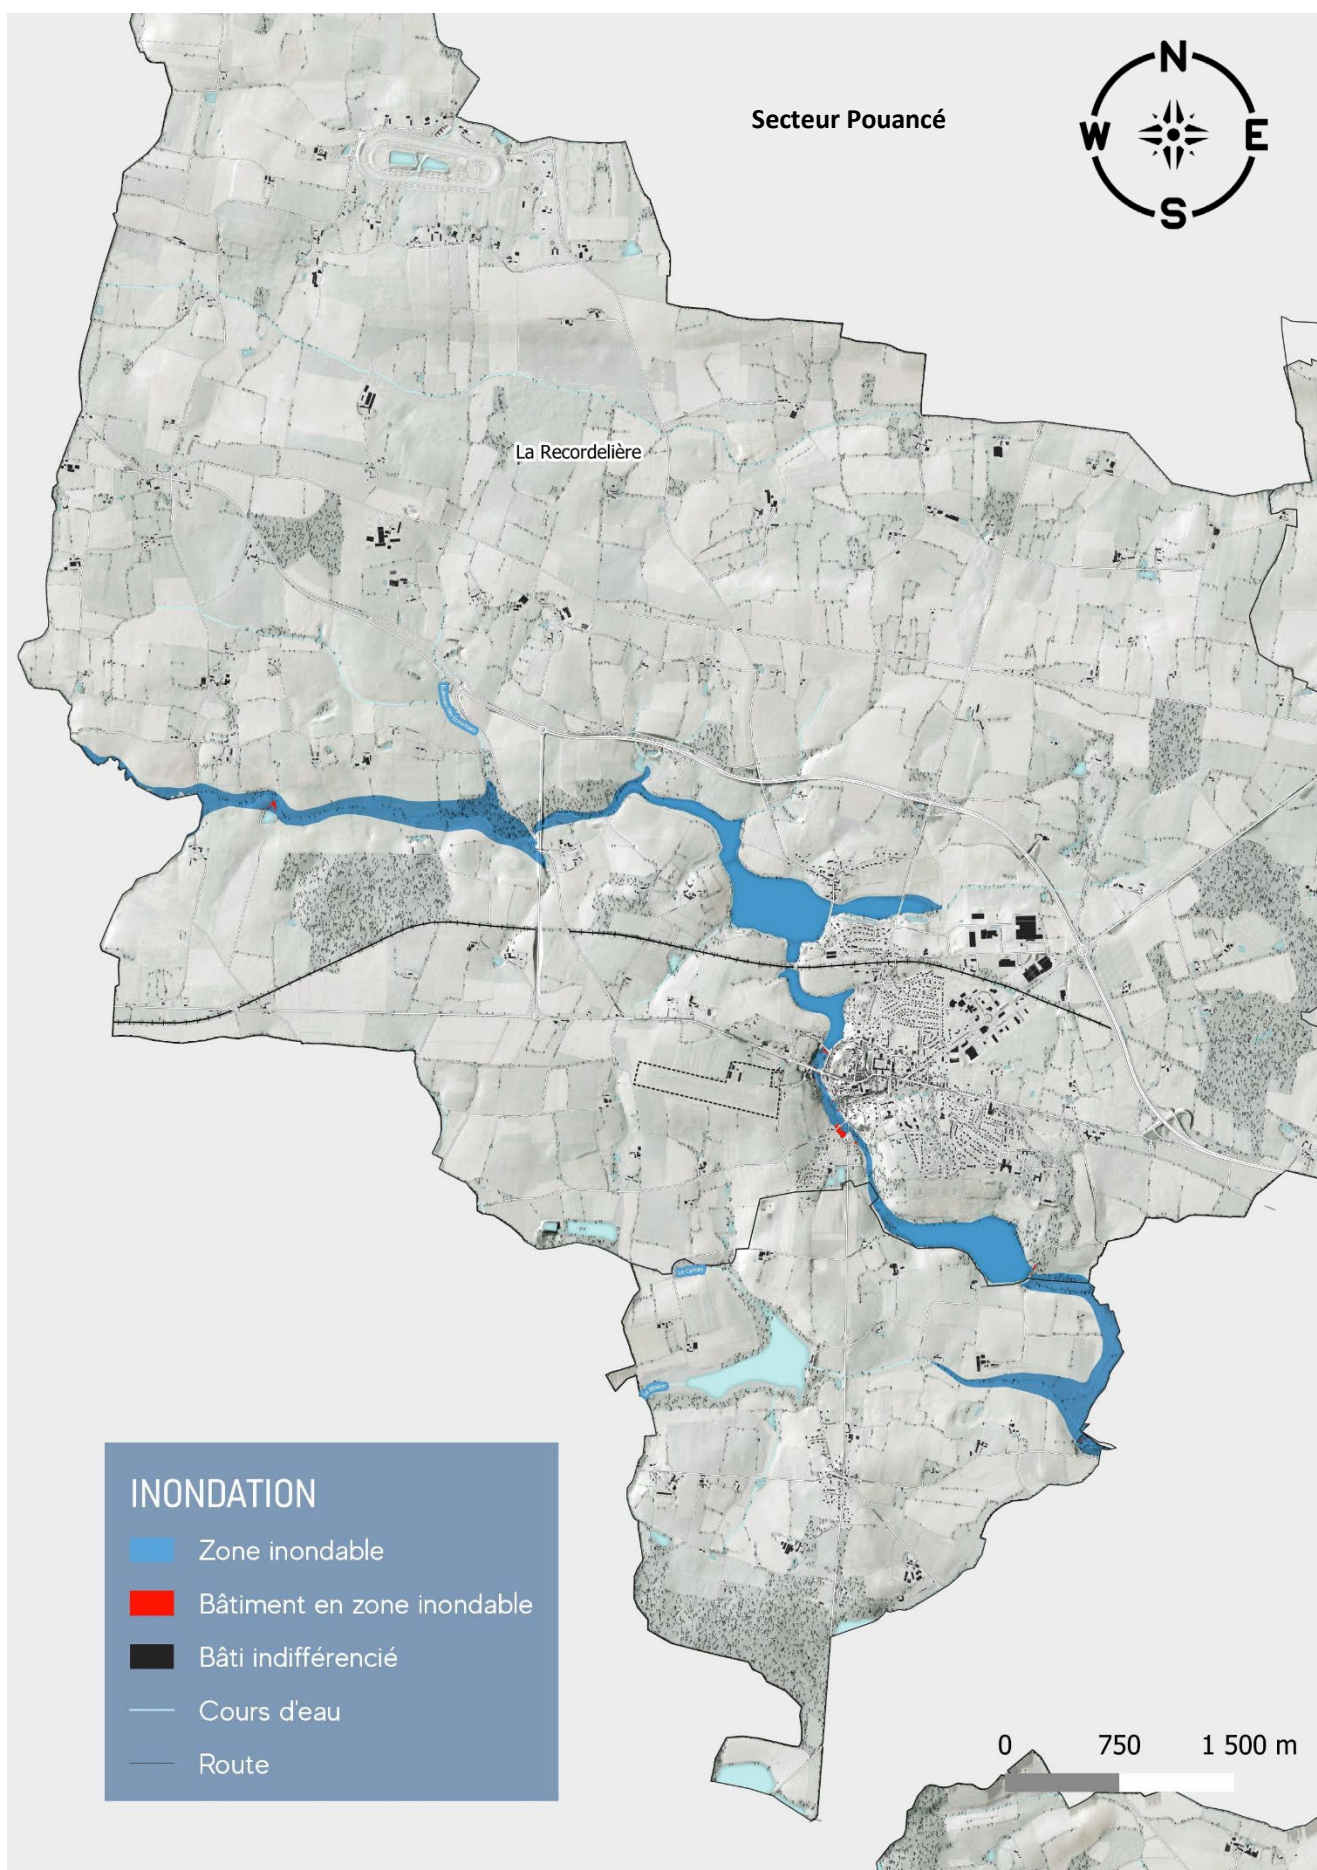 N
Secteur Pouancé
W
E
S
La Recordelière
INONDATION
Zone inondable
Bâtiment en zone inondable
Bâti indifférencié
Cours d'eau
Route
0 750 1 500 m